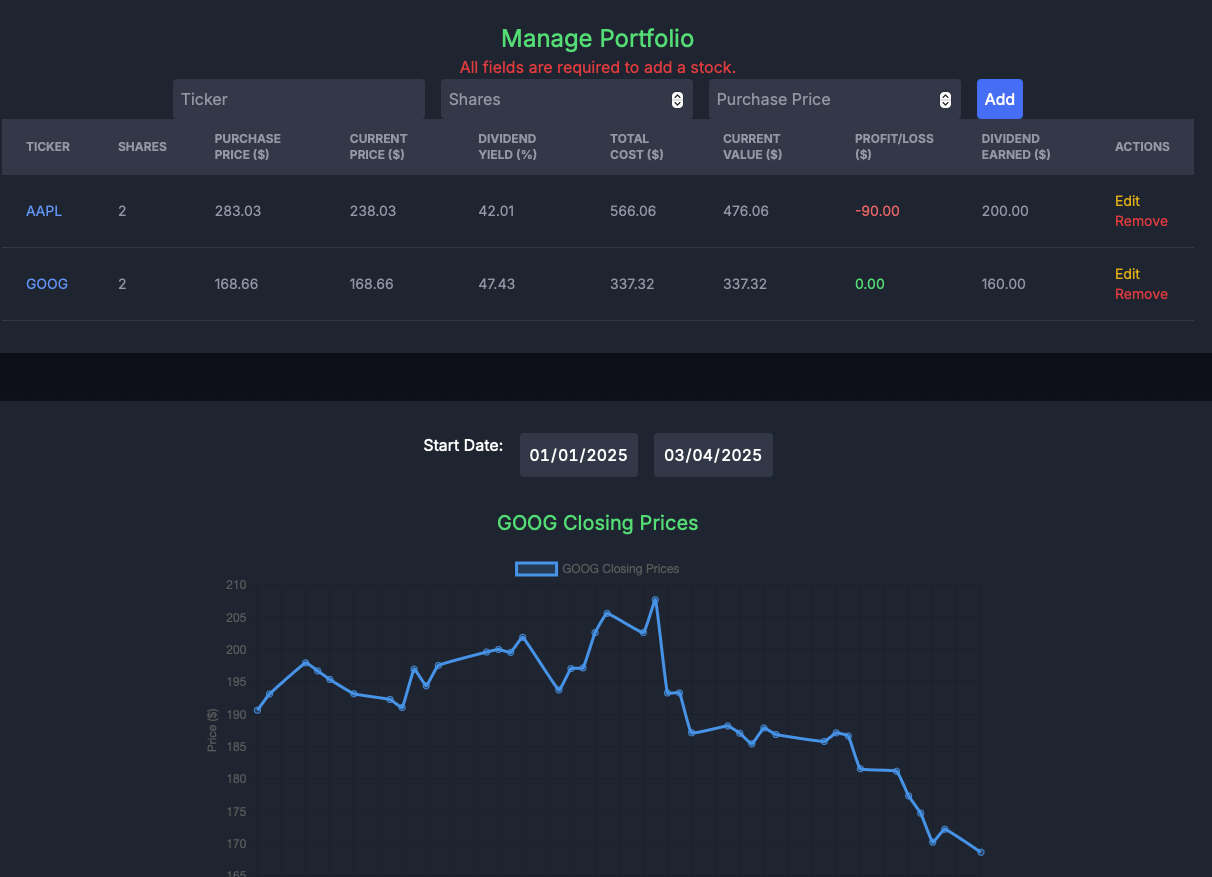 Manage Portfolio
All fields are required to add a stock.
Ticker Shares Purchase Price Add
TICKER SHARES PURCHASE PRICE ($) CURRENT PRICE ($) DIVIDEND YIELD (%) TOTAL COST ($) CURRENT VALUE ($) PROFIT/LOSS ($) DIVIDEND EARNED ($) ACTIONS
AAPL 2 283.03 238.03 42.01 566.06 476.06 -90.00 200.00 Edit
Remove
GOOG 2 168.66 168.66 47.43 337.32 337.32 0.00 160.00 Edit
Remove
Start Date: 01/01/2025 03/04/2025
GOOG Closing Prices
GOOG Closing Prices
Price ($)
210
205
200
195
190
185
180
175
170
165